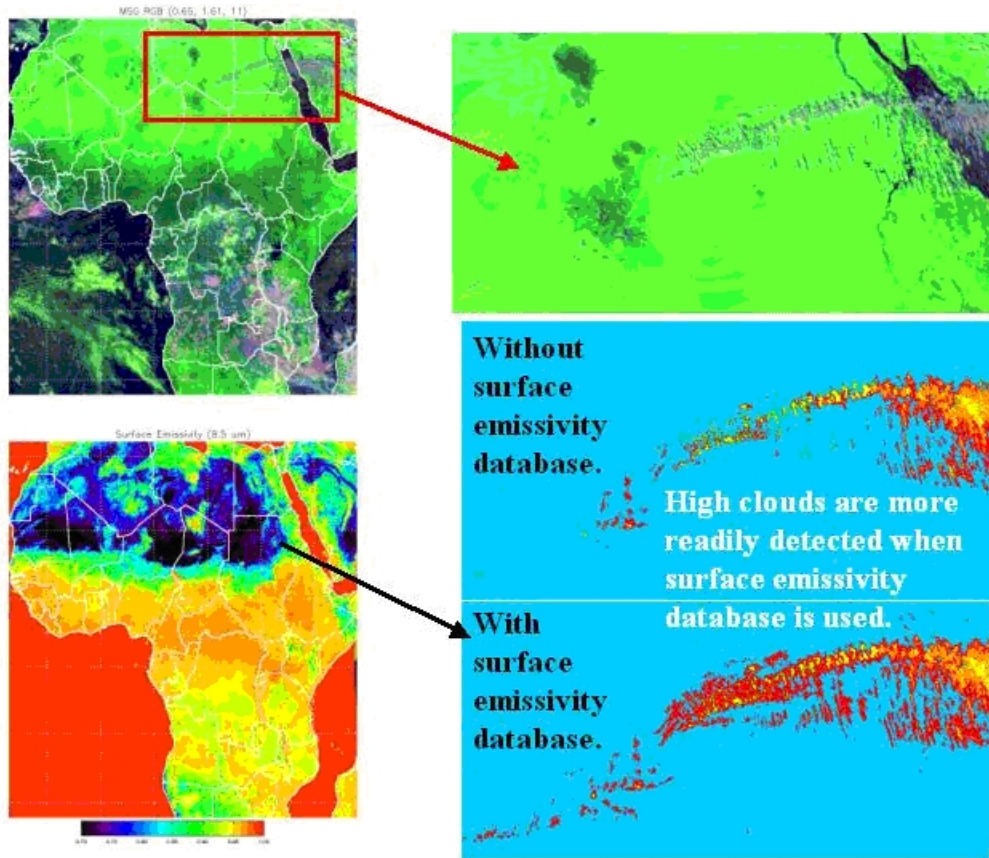 MSG RGB (0.65, 1.61, 11)
Without
surface
emissivity
database.
High clouds are more
readily detected when
surface emissivity
database is used.
Surface Emissivity (8.5 um)
With
surface
emissivity
database.